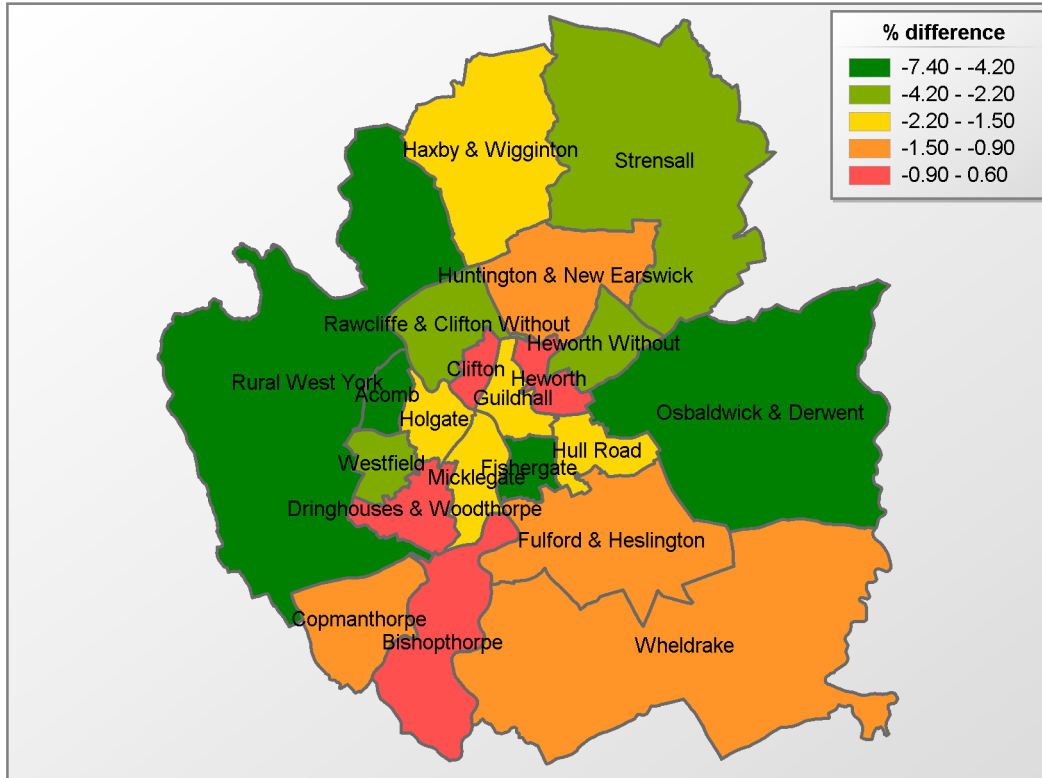 % difference
-7.40 - -4.20
-4.20 - -2.20
-2.20 - -1.50
-1.50 - -0.90
-0.90 - 0.60
Haxby & Wigginton
Strensall
Huntington & New Earswick
Rawcliffe & Clifton Without
Heworth Without
Clifton
Heworth
Rural West York
Acomb
Guildhall
Holgate
Osbaldwick & Derwent
Hull Road
Westfield
Micklegate
Fishergate
Dringhouses & Woodthorpe
Fulford & Heslington
Copmanthorpe
Bishopthorpe
Wheldrake